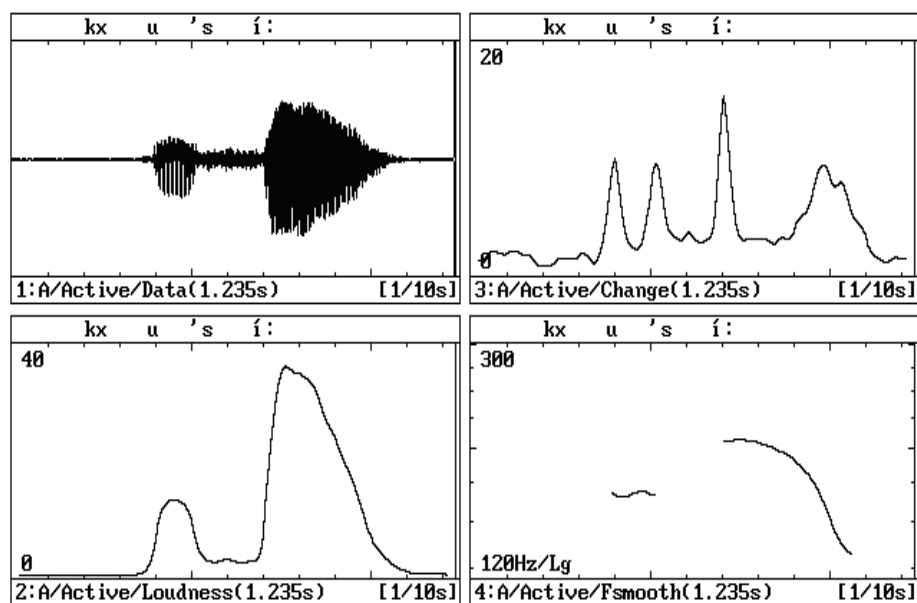 kx u 's í:
1:A/Active/Data(1.235s) [1/10s]
kx u 's í:
20
0
3:A/Active/Change(1.235s) [1/10s]
kx u 's í:
40
0
2:A/Active/Loudness(1.235s) [1/10s]
kx u 's í:
300
120Hz/Lg
4:A/Active/Fsmooth(1.235s) [1/10s]